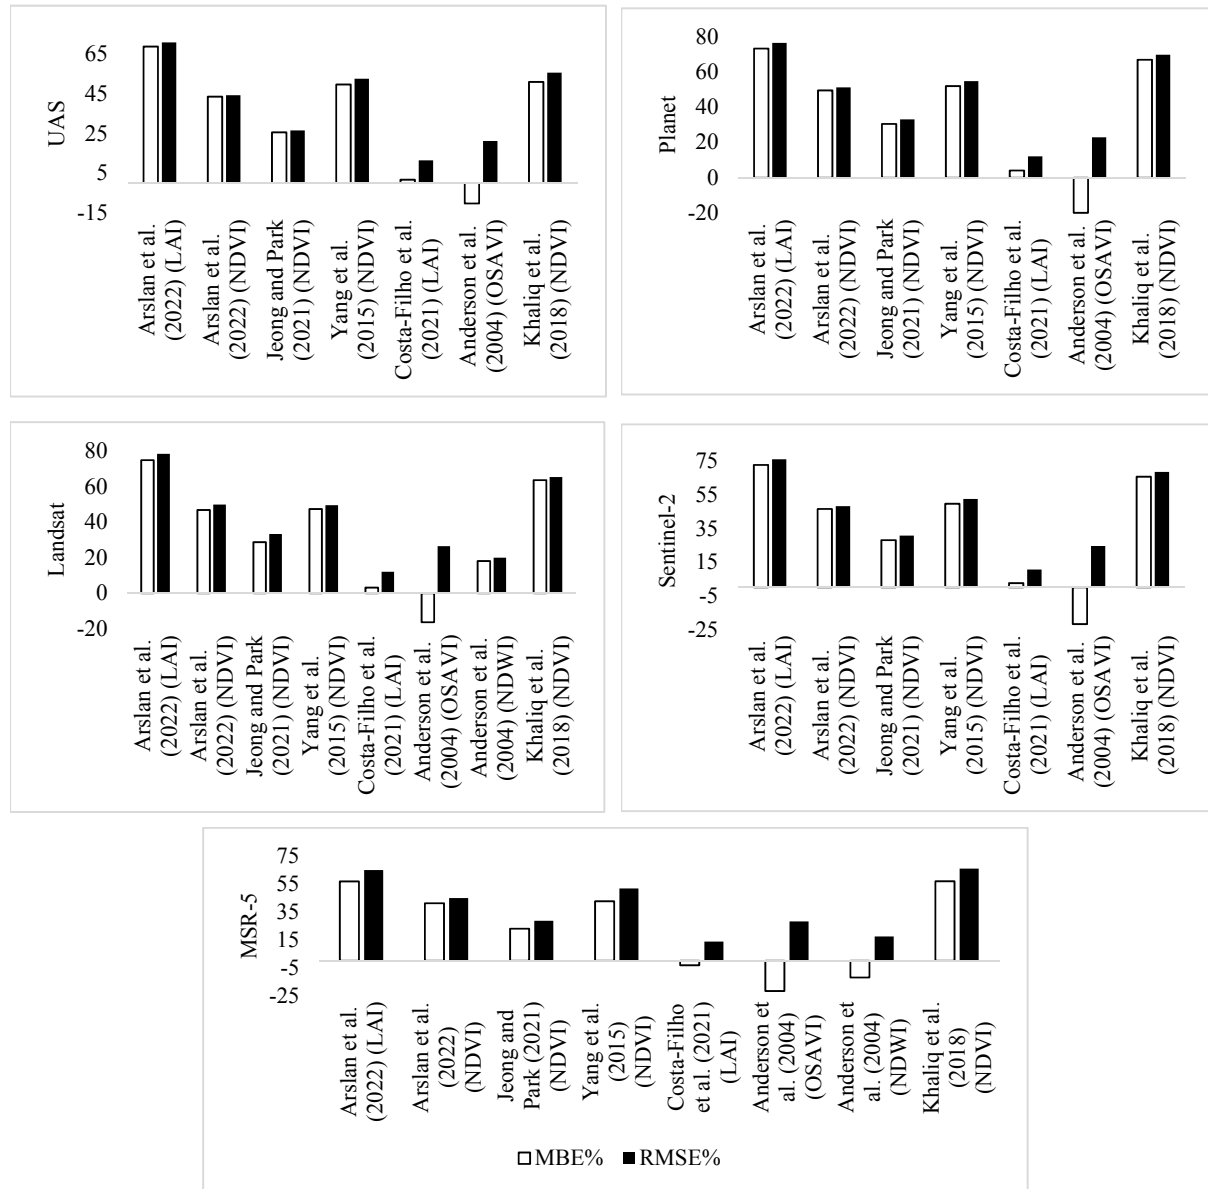 UAS
65
45
25
5
-15
Arslan et al.
(2022) (LAI)
Arslan et al.
(2022) (NDVI)
Jeong and Park
(2021) (NDVI)
Yang et al.
(2015) (NDVI)
Costa-Filho et al.
(2021) (LAI)
Anderson et al.
(2004) (OSAVI)
Khaliq et al.
(2018) (NDVI)
Planet
80
60
40
20
0
-20
Arslan et al.
(2022) (LAI)
Arslan et al.
(2022) (NDVI)
Jeong and Park
(2021) (NDVI)
Yang et al.
(2015) (NDVI)
Costa-Filho et al.
(2021) (LAI)
Anderson et al.
(2004) (OSAVI)
Khaliq et al.
(2018) (NDVI)
Landsat
80
60
40
20
0
-20
Arslan et al.
(2022) (LAI)
Arslan et al.
(2022) (NDVI)
Jeong and Park
(2021) (NDVI)
Yang et al.
(2015) (NDVI)
Costa-Filho et al.
(2021) (LAI)
Anderson et al.
(2004) (OSAVI)
Anderson et al.
(2004) (NDWI)
Khaliq et al.
(2018) (NDVI)
Sentinel-2
75
55
35
15
-5
-25
Arslan et al.
(2022) (LAI)
Arslan et al.
(2022) (NDVI)
Jeong and Park
(2021) (NDVI)
Yang et al.
(2015) (NDVI)
Costa-Filho et al.
(2021) (LAI)
Anderson et al.
(2004) (OSAVI)
Khaliq et al.
(2018) (NDVI)
MSR-5
75
55
35
15
-5
-25
Arslan et al.
(2022) (LAI)
Arslan et al.
(2022)
(NDVI)
Jeong and
Park (2021)
(NDVI)
Yang et al.
(2015)
(NDVI)
Costa-Filho
et al. (2021)
(LAI)
Anderson et
al. (2004)
(OSAVI)
Anderson et
al. (2004)
(NDWI)
Khaliq et al.
(2018)
(NDVI)
MBE% RMSE%